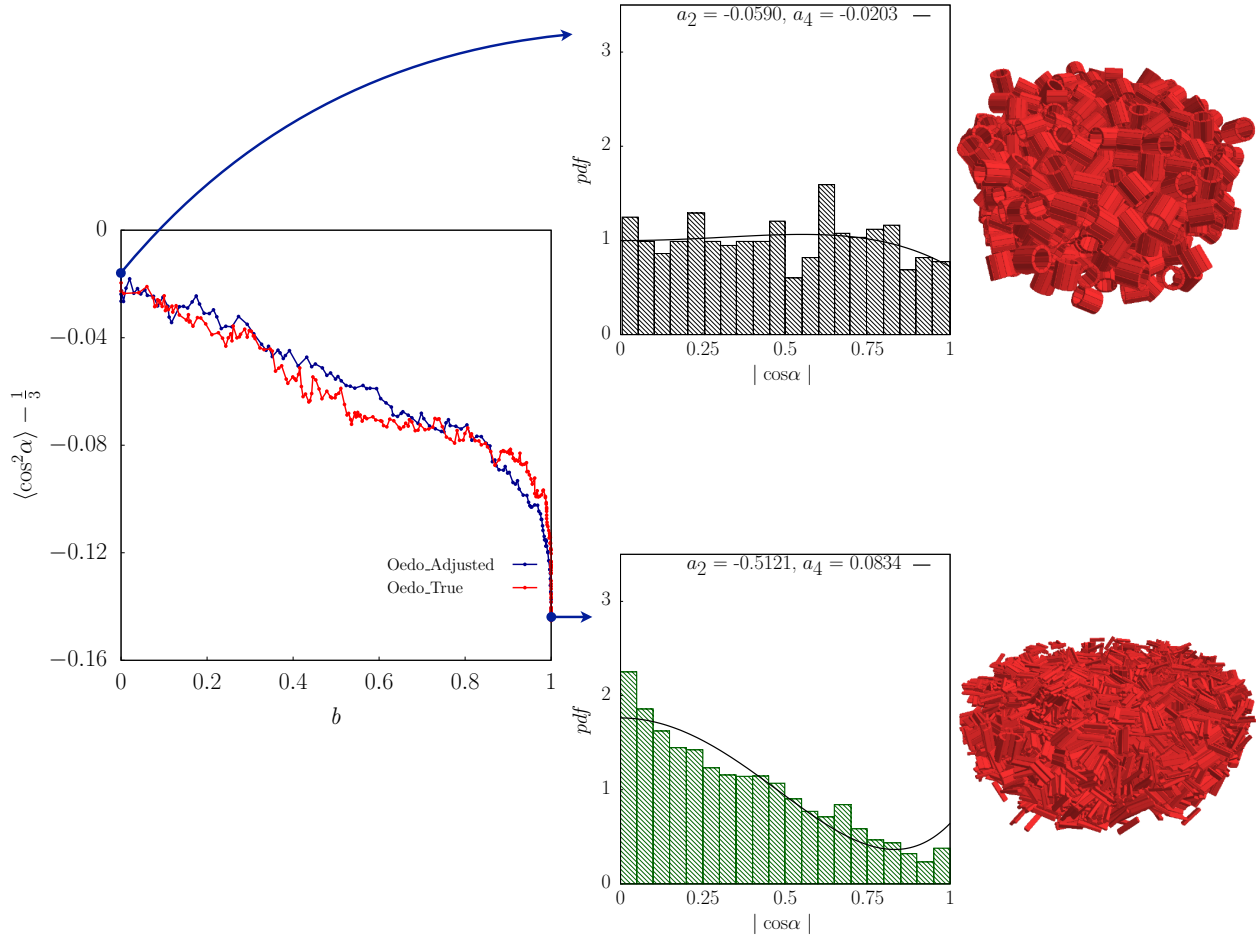 a₂ = -0.0590, a₄ = -0.0203
3
2
1
0
pdf
0 0.25 0.5 0.75 1
| cosα |
0
−0.04
−0.08
−0.12
−0.16
⟨cos²α⟩ − 1/3
Oedo_Adjusted
Oedo_True
0 0.2 0.4 0.6 0.8 1
b
a₂ = -0.5121, a₄ = 0.0834
3
2
1
0
pdf
0 0.25 0.5 0.75 1
| cosα |